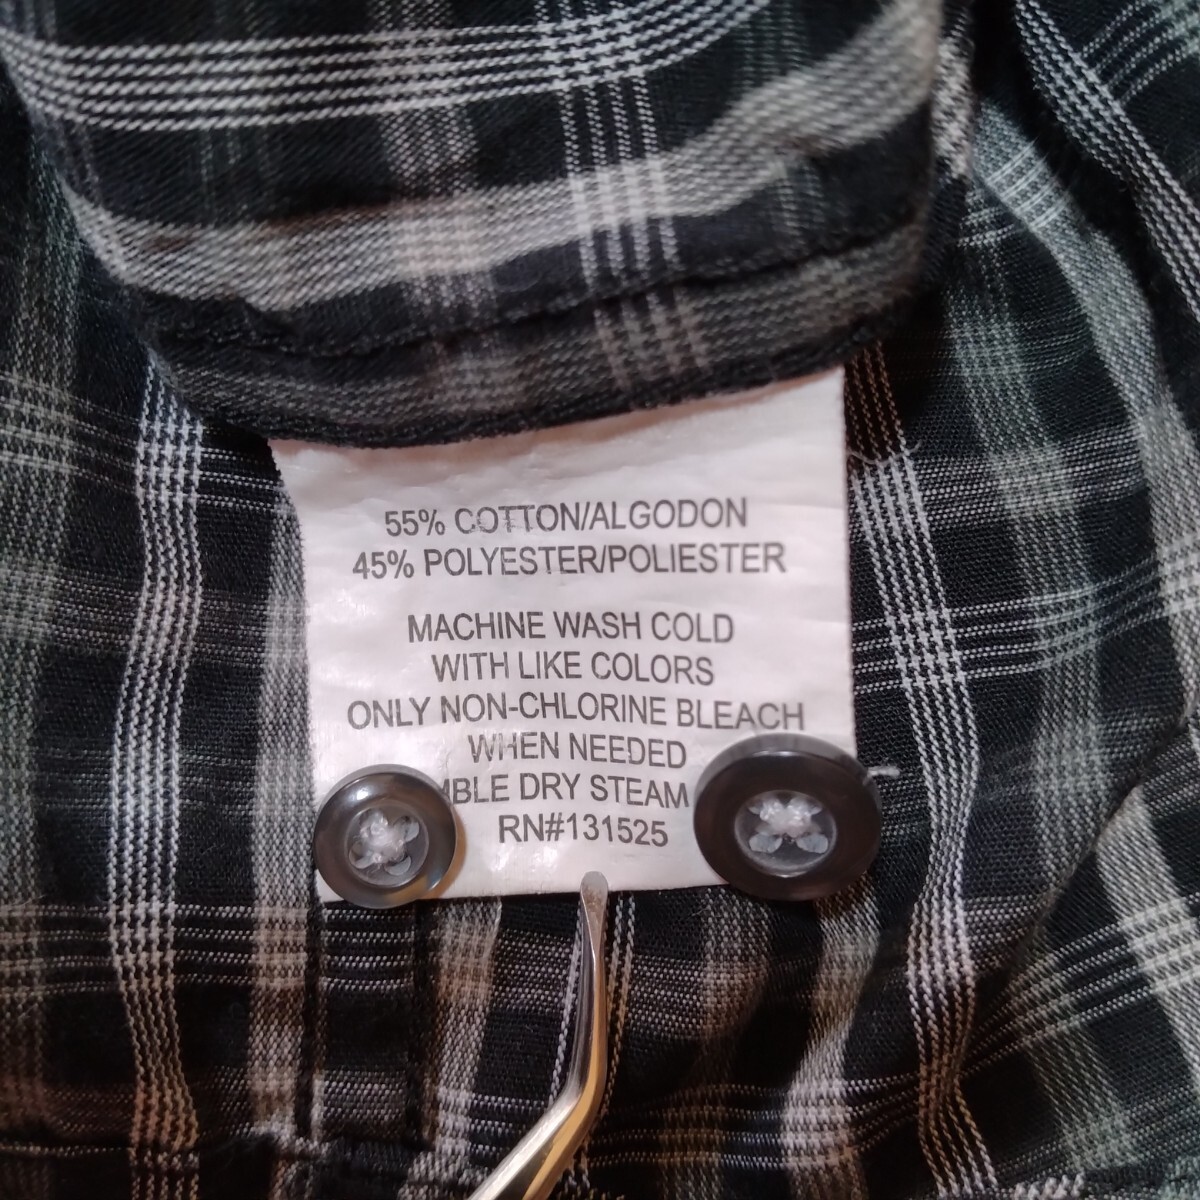 55% COTTON/ALGODON
45% POLYESTER/POLIESTER
MACHINE WASH COLD
WITH LIKE COLORS
ONLY NON-CHLORINE BLEACH
WHEN NEEDED
DRY STEAM
RN#131525